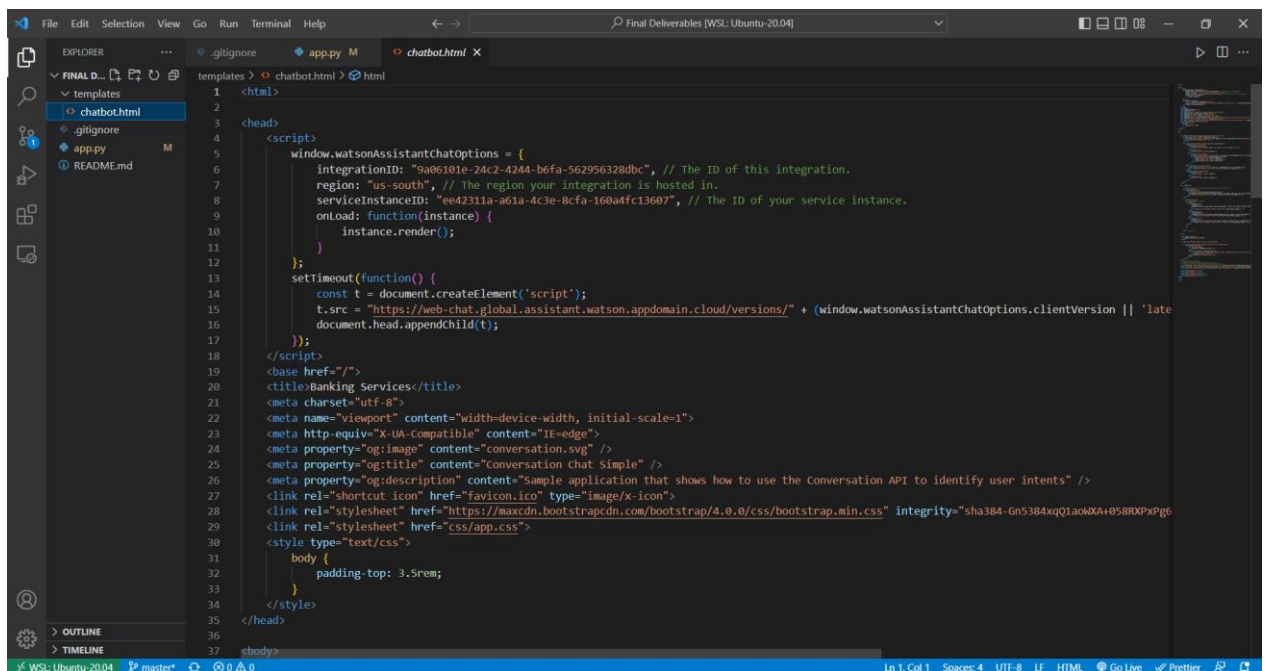 File Edit Selection View Go Run Terminal Help
Final Deliverables [WSL: Ubuntu-20.04]
EXPLORER
FINAL D...
templates
chatbot.html
.gitignore
app.py M
README.md
OUTLINE
TIMELINE
.gitignore app.py M chatbot.html
templates > chatbot.html > html
1 <html>
2
3 <head>
4 <script>
5 window.watsonAssistantChatOptions = {
6 integrationID: "9a06101e-24c2-4244-b6fa-562956328dbc", // The ID of this integration.
7 region: "us-south", // The region your integration is hosted in.
8 serviceInstanceID: "ee42311a-a61a-4c3e-8cfa-160a4fc13607", // The ID of your service instance.
9 onLoad: function(instance) {
10 instance.render();
11 }
12 };
13 setTimeout(function() {
14 const t = document.createElement('script');
15 t.src = "https://web-chat.global.assistant.watson.appdomain.cloud/versions/" + (window.watsonAssistantChatOptions.clientVersion || 'late
16 document.head.appendChild(t);
17 });
18 </script>
19 <base href="/">
20 <title>Banking Services</title>
21 <meta charset="utf-8">
22 <meta name="viewport" content="width=device-width, initial-scale=1">
23 <meta http-equiv="X-UA-Compatible" content="IE=edge">
24 <meta property="og:image" content="conversation.svg" />
25 <meta property="og:title" content="Conversation Chat Simple" />
26 <meta property="og:description" content="Sample application that shows how to use the Conversation API to identify user intents" />
27 <link rel="shortcut icon" href="favicon.ico" type="image/x-icon">
28 <link rel="stylesheet" href="https://maxcdn.bootstrapcdn.com/bootstrap/4.0.0/css/bootstrap.min.css" integrity="sha384-Gn5384xqQ1aoWXA+058RXPxPg6
29 <link rel="stylesheet" href="css/app.css">
30 <style type="text/css">
31 body {
32 padding-top: 3.5rem;
33 }
34 </style>
35 </head>
36
37 <body>
WSL: Ubuntu-20.04 master* 0 0 Ln 1, Col 1 Spaces: 4 UTF-8 LF HTML Go Live Prettier